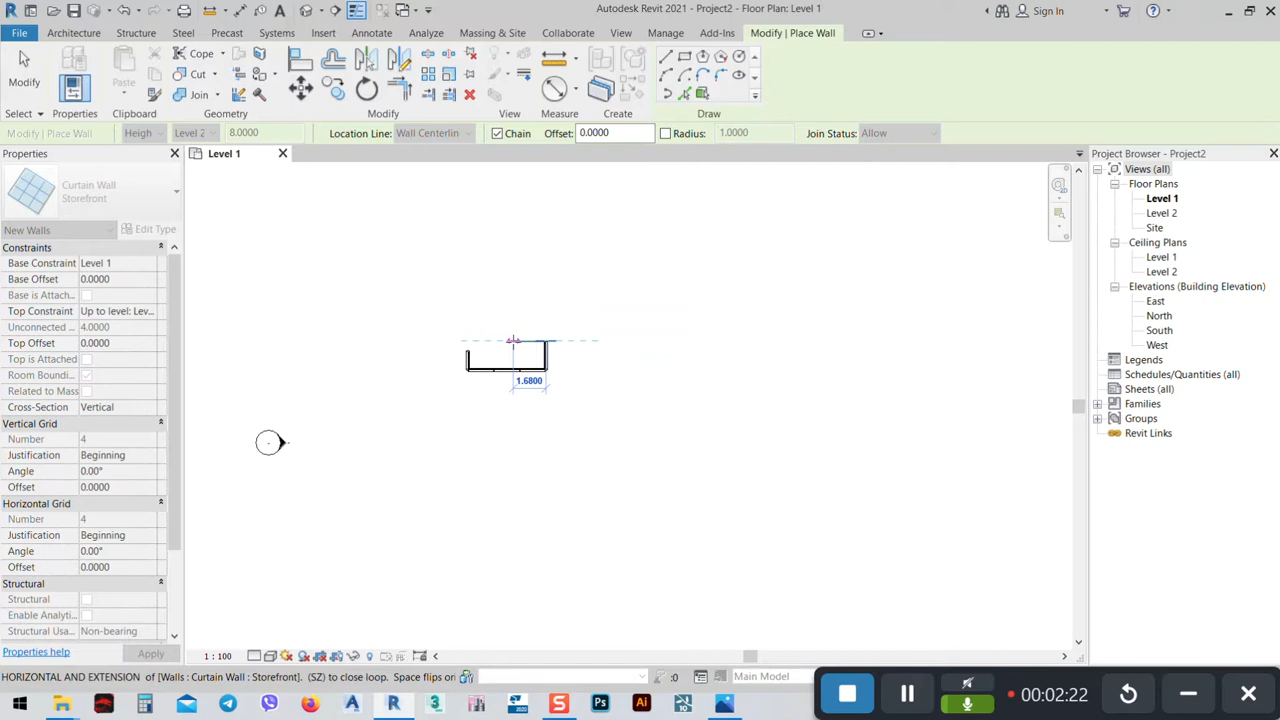 Autodesk Revit 2021 - Project2 - Floor Plan: Level 1
Sign In
File Architecture Structure Steel Precast Systems Insert Annotate Analyze Massing & Site Collaborate View Manage Add-Ins Modify | Place Wall
Modify Paste Cope Cut Join
Select Properties Clipboard Geometry Modify View Measure Create Draw
Modify | Place Wall Heigh Level 2 8.0000 Location Line: Wall Centerlin Chain Offset: 0.0000 Radius: 1.0000 Join Status: Allow
Properties
Level 1
Project Browser - Project2
Curtain Wall
Storefront
New Walls Edit Type
Constraints
Base Constraint Level 1
Base Offset 0.0000
Base is Attach...
Top Constraint Up to level: Lev...
Unconnected ... 4.0000
Top Offset 0.0000
Top is Attached
Room Boundi...
Related to Mass
Cross-Section Vertical
Vertical Grid
Number 4
Justification Beginning
Angle 0.00°
Offset 0.0000
Horizontal Grid
Number 4
Justification Beginning
Angle 0.00°
Offset 0.0000
Structural
Structural
Enable Analyti...
Structural Usa... Non-bearing
Properties help Apply
1.6800
Views (all)
Floor Plans
Level 1
Level 2
Site
Ceiling Plans
Level 1
Level 2
Elevations (Building Elevation)
East
North
South
West
Legends
Schedules/Quantities (all)
Sheets (all)
Families
Groups
Revit Links
1 : 100
HORIZONTAL AND EXTENSION of [Walls : Curtain Wall : Storefront]. (SZ) to close loop. Space flips on
:0
Main Model
00:02:22